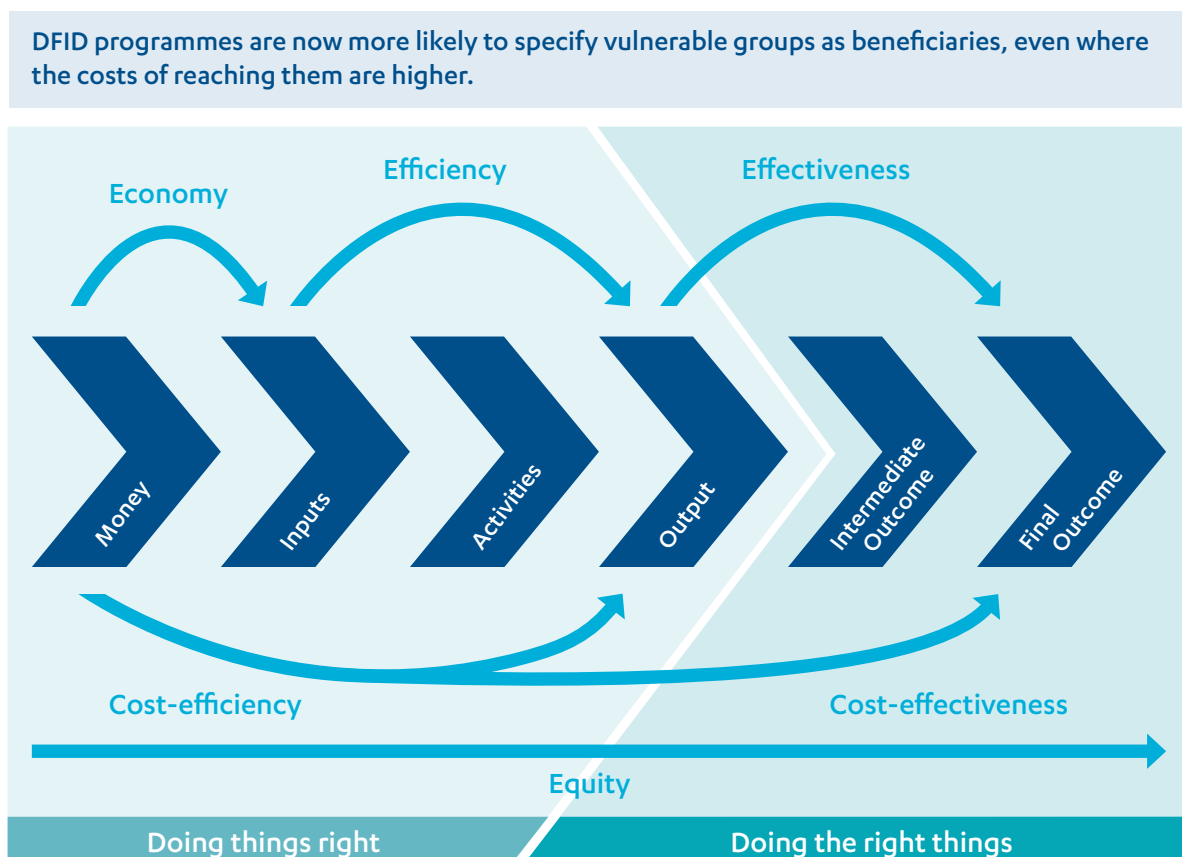 DFID programmes are now more likely to specify vulnerable groups as beneficiaries, even where
the costs of reaching them are higher.
Economy
Efficiency
Effectiveness
Money
Inputs
Activities
Output
Intermediate
Outcome
Final
Outcome
Cost-efficiency
Cost-effectiveness
Equity
Doing things right
Doing the right things